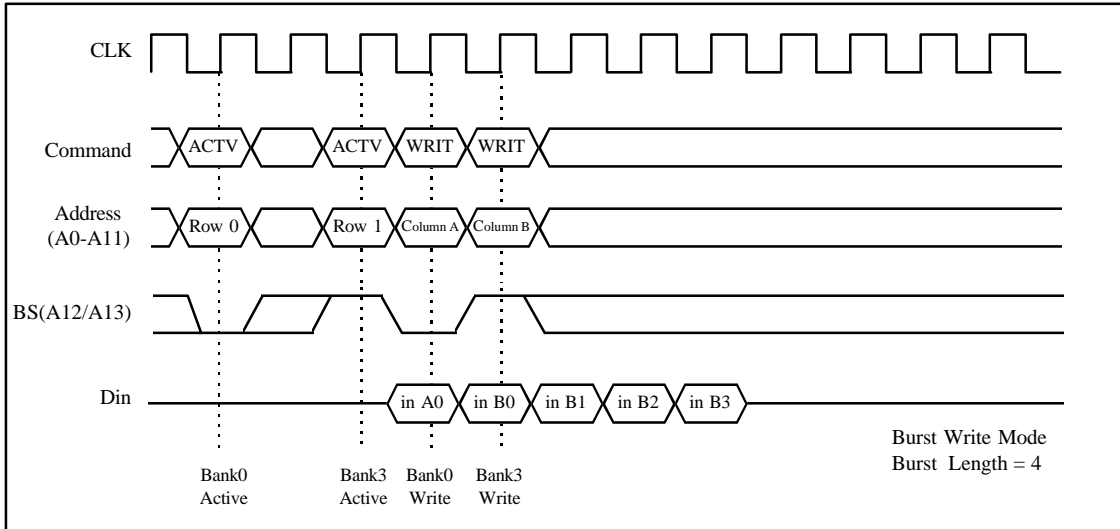 CLK
Command ACTV ACTV WRIT WRIT
Address
(A0-A11)
Row 0 Row 1 Column A Column B
BS(A12/A13)
Din in A0 in B0 in B1 in B2 in B3
Burst Write Mode
Burst Length = 4
Bank0 Bank3 Bank0 Bank3
Active Active Write Write